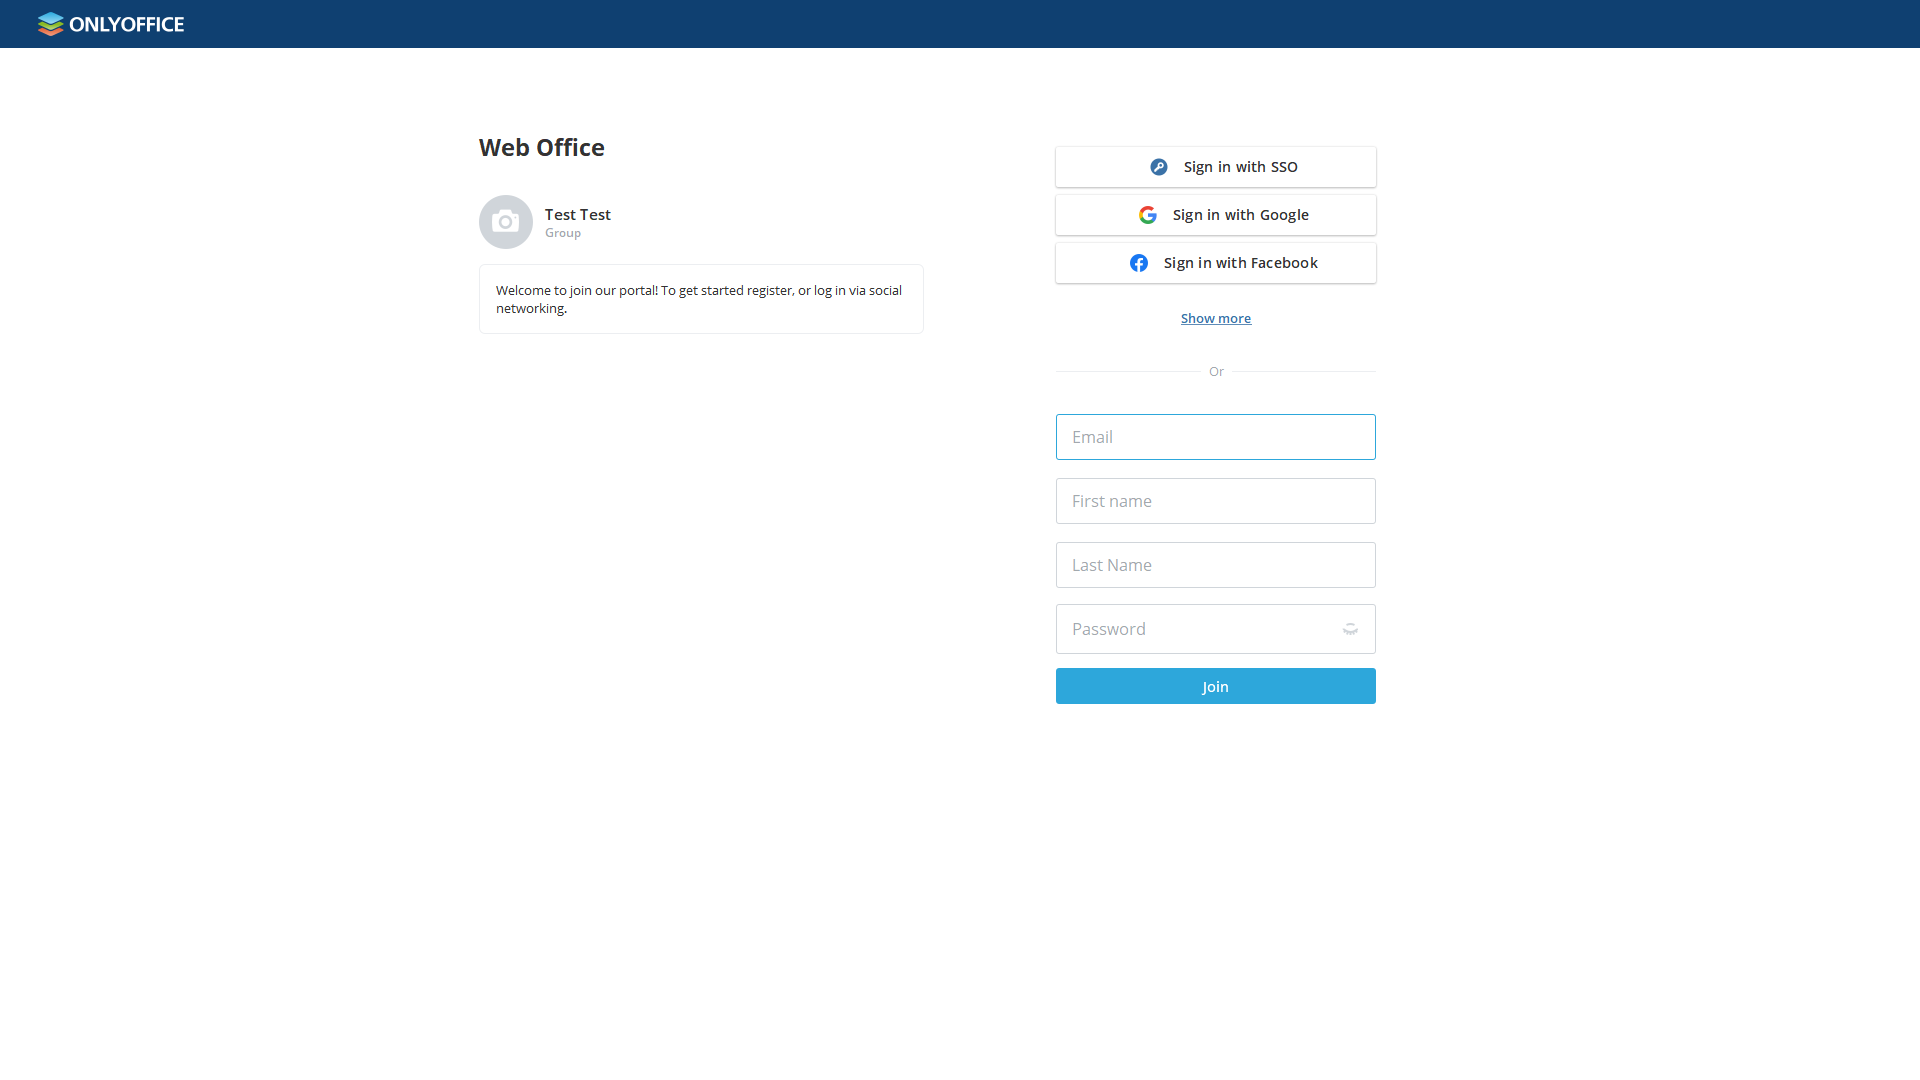 ONLYOFFICE
Web Office
Test Test
Group
Welcome to join our portal! To get started register, or log in via social
networking.
Sign in with SSO
Sign in with Google
Sign in with Facebook
Show more
Or
Email
First name
Last Name
Password
Join